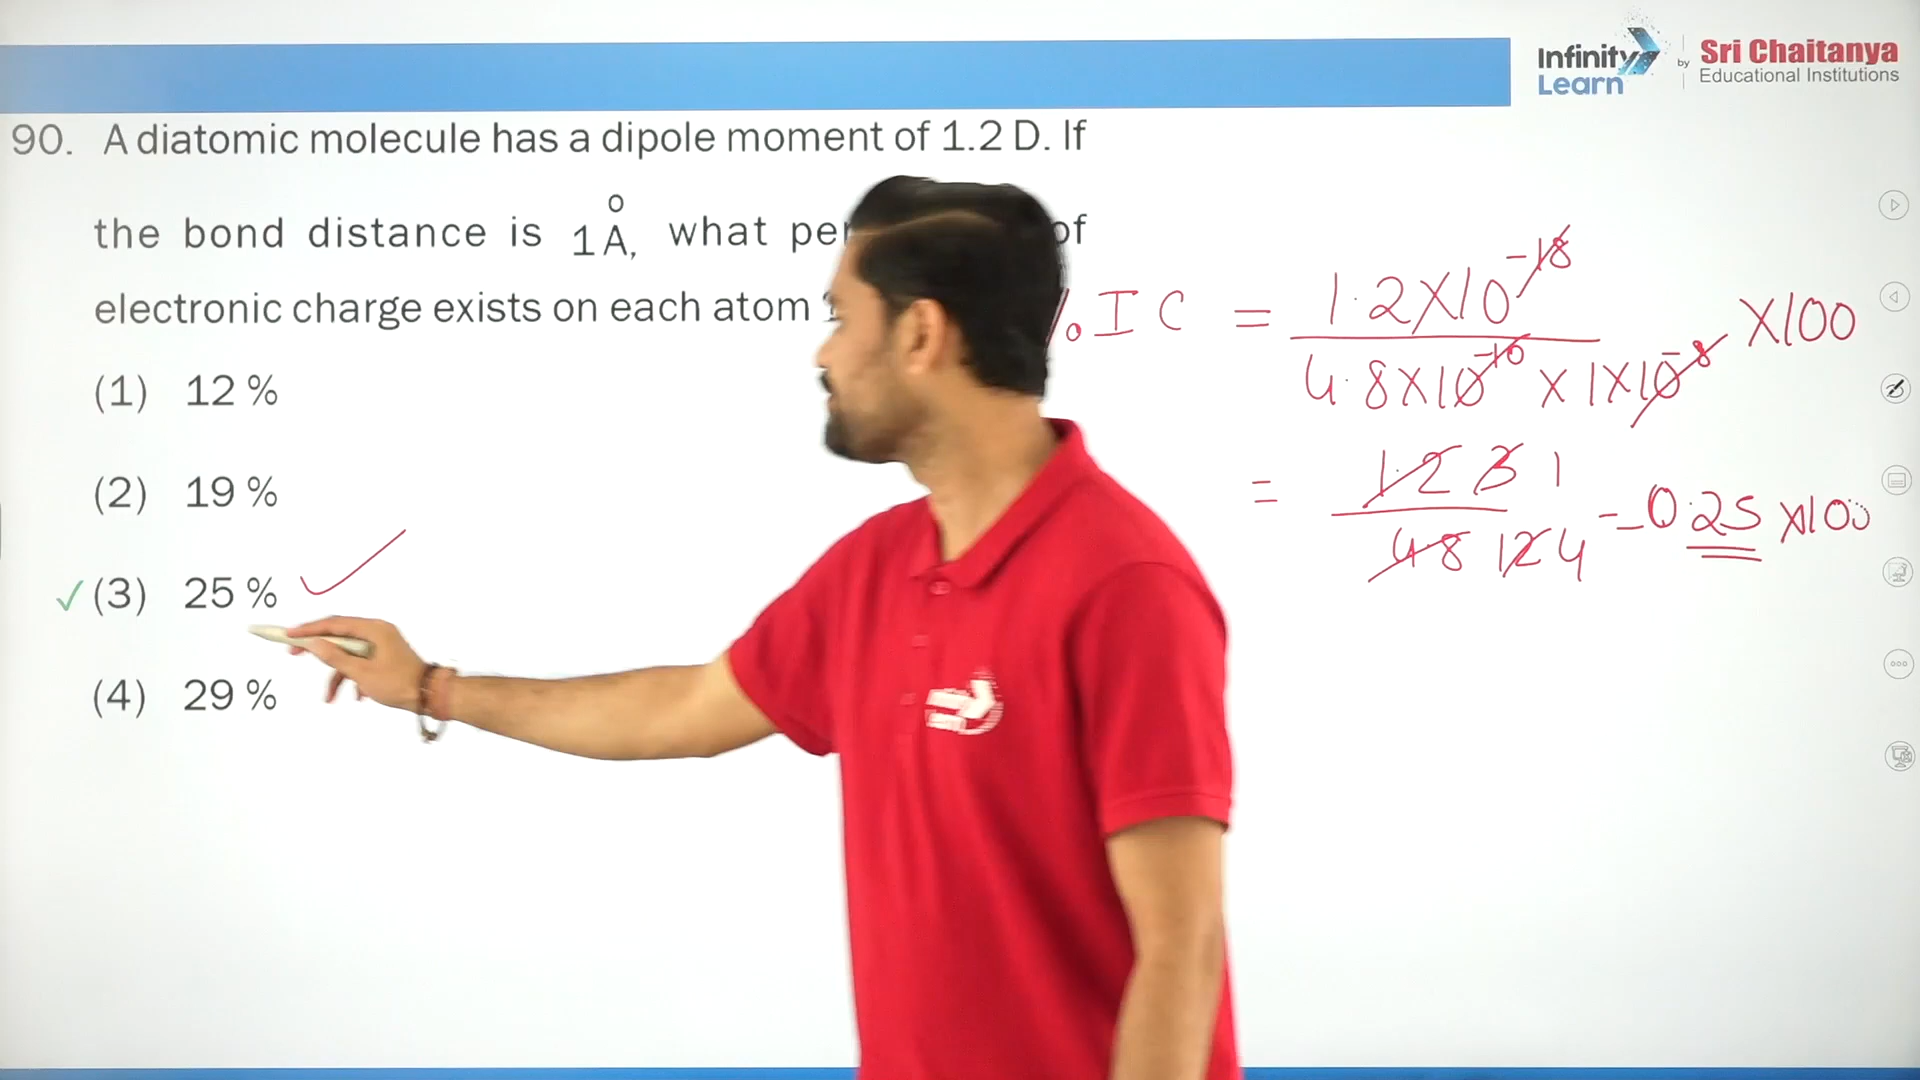 Infinity Learn by Sri Chaitanya Educational Institutions
90. A diatomic molecule has a dipole moment of 1.2 D. If
the bond distance is 1 Å, what of
electronic charge exists on each atom
(1) 12 %
(2) 19 %
✓ (3) 25 % ✓
(4) 29 %
% I C = 1.2×10^-18 / 4.8×10^-10 × 1×10^-8 ×100
= 12 3 1 / 48 12 4 = 0.25 ×100